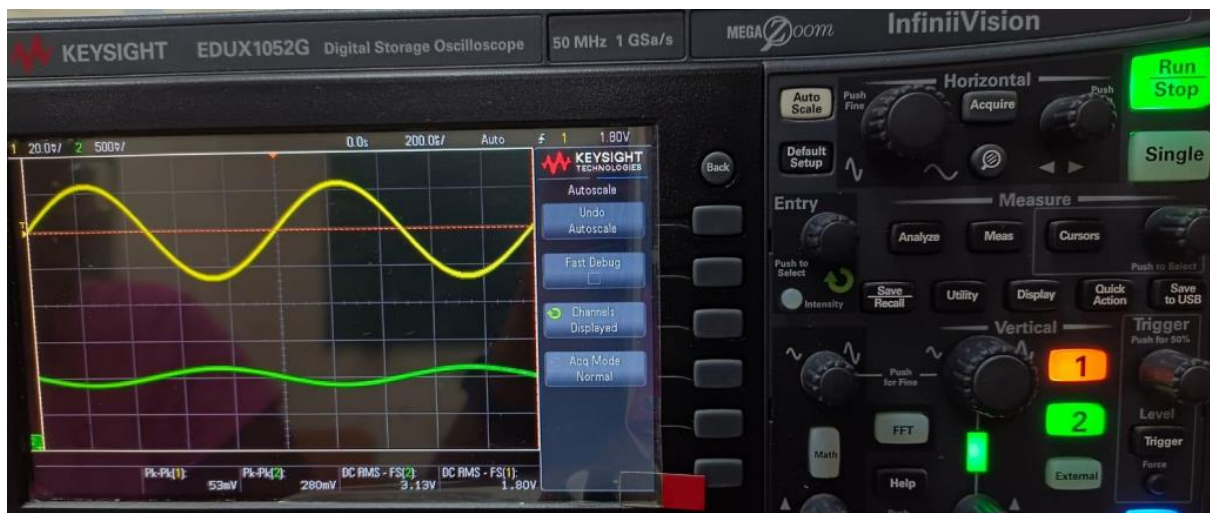 KEYSIGHT EDUX1052G Digital Storage Oscilloscope 50 MHz 1 GSa/s MEGA Zoom InfiniiVision
1 2 500 0.0s Auto 1 1.80V
KEYSIGHT
TECHNOLOGIES
Autoscale
Undo
Autoscale
Fast Debug
Channels
Displayed
Acq Mode
Normal
Pk-Pk(1):
53mV
Pk-Pk(2):
280mV
DC RMS - FS(2):
3.13V
DC RMS - FS(1):
1.80V
Back
Horizontal
Run
Stop
Auto
Scale
Push
Fine
Acquire
Push
Default
Setup
Single
Entry
Measure
Push to
Select
Analyze
Meas
Cursors
Push to Select
Intensity
Save
Recall
Utility
Display
Quick
Action
Save
to USB
Vertical
Trigger
Push for 50%
Push
for Fine
1
2
FFT
Level
Trigger
Force
Math
Help
External